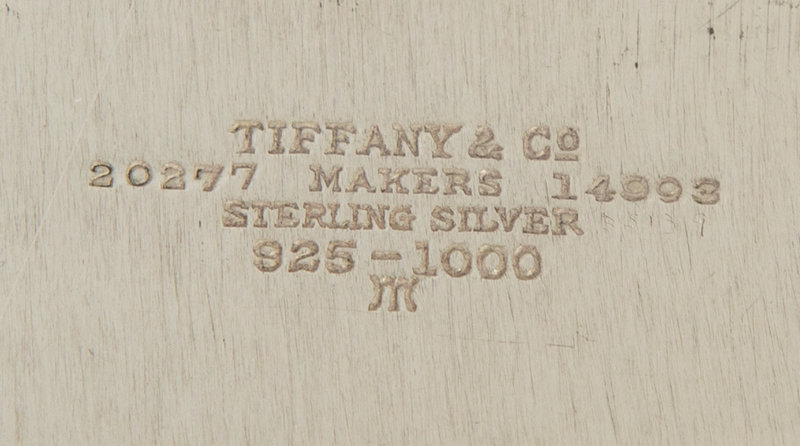 TIFFANY & Cº
20277 MAKERS 14993
STERLING SILVER
925-1000
M